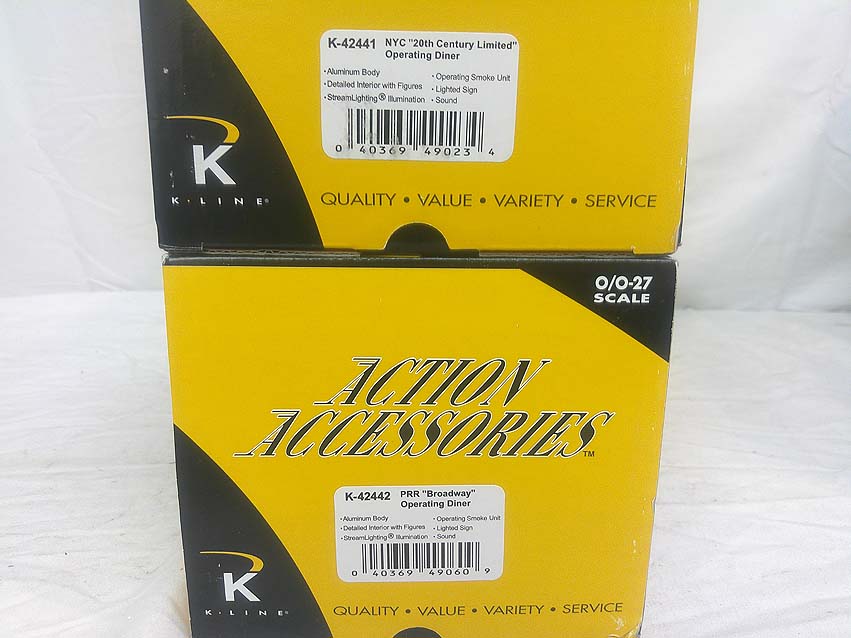 K-42441 NYC "20th Century Limited"
Operating Diner
•Aluminum Body
•Detailed Interior with Figures
•StreamLighting® Illumination
•Operating Smoke Unit
•Lighted Sign
•Sound
0 40369 49023 4
K
K·LINE®
QUALITY • VALUE • VARIETY • SERVICE
O/O-27
SCALE
ACTION
ACCESSORIES™
K-42442 PRR "Broadway"
Operating Diner
•Aluminum Body
•Detailed Interior with Figures
•StreamLighting® Illumination
•Operating Smoke Unit
•Lighted Sign
•Sound
0 40369 49060 9
K
K·LINE®
QUALITY • VALUE • VARIETY • SERVICE